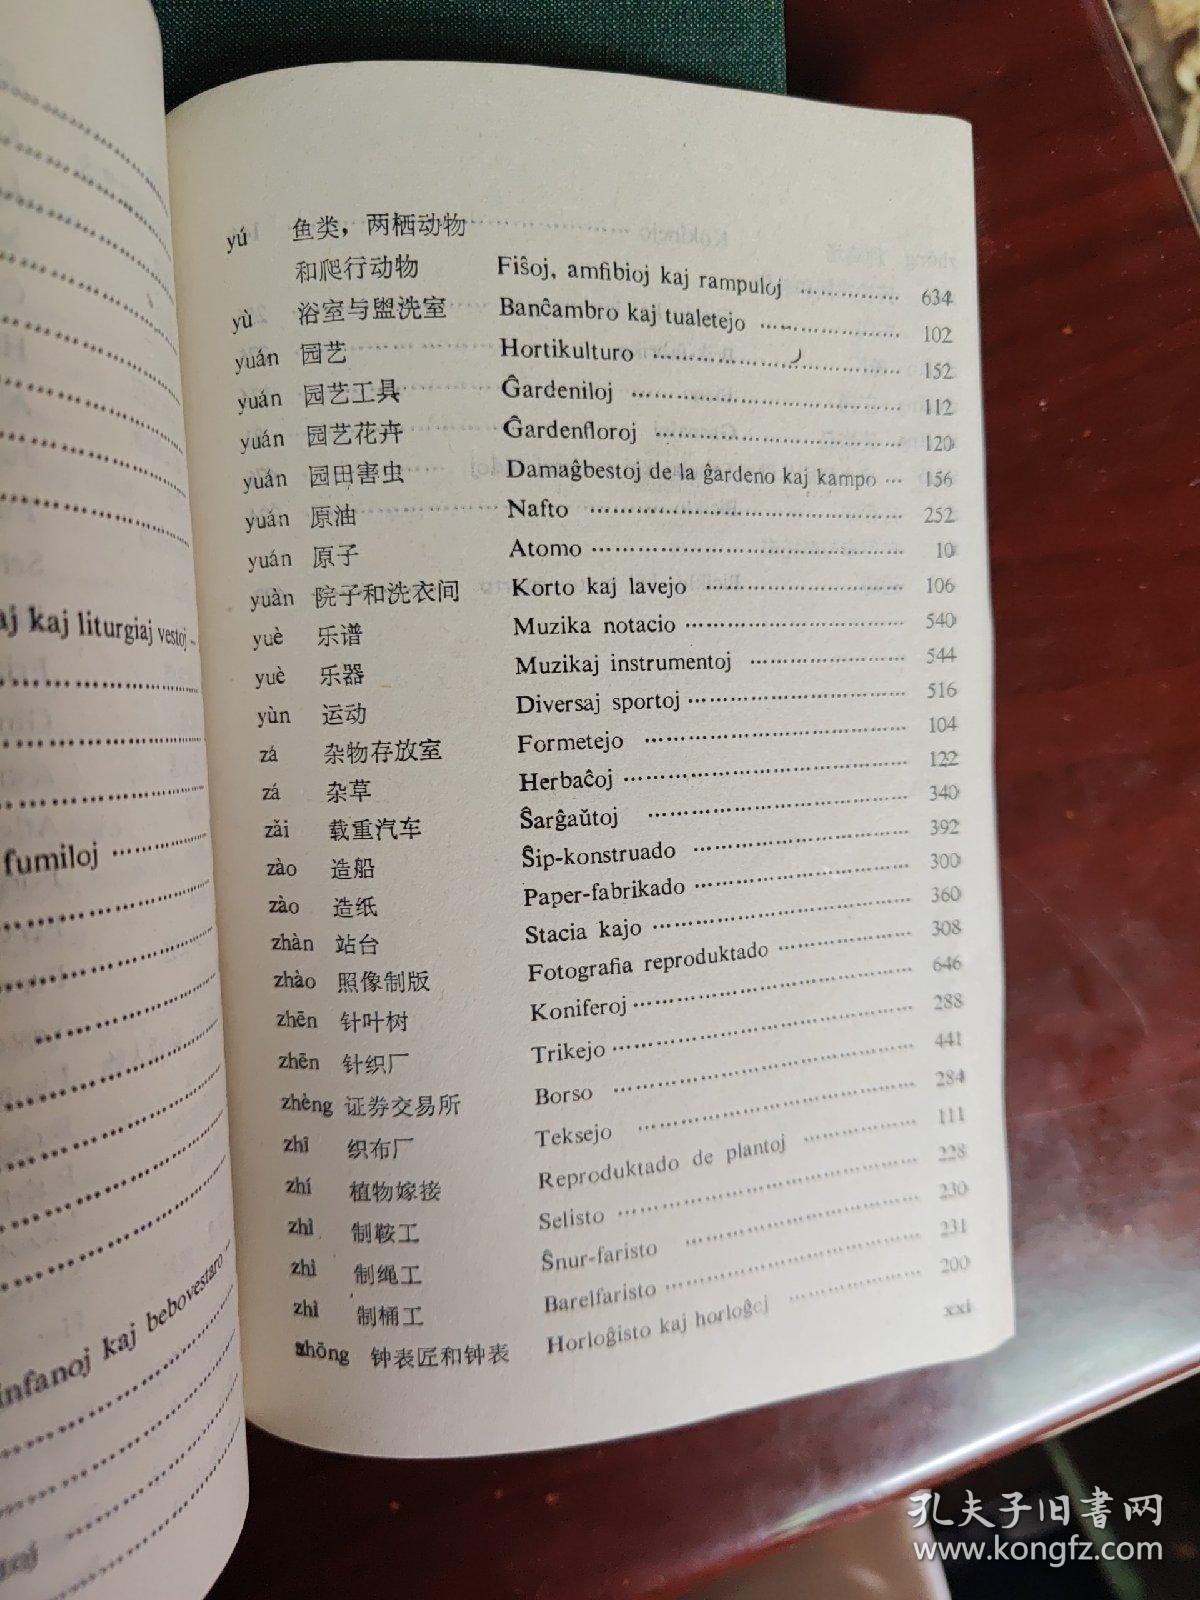 yú 鱼类，两栖动物
和爬行动物 Fiŝoj, amfibioj kaj rampuloj ……………… 634
yù 浴室与盥洗室 Banĉambro kaj tualetejo ……………… 102
yuán 园艺 Hortikulturo ……………… 152
yuán 园艺工具 Ĝardeniloj ……………… 112
yuán 园艺花卉 Ĝardenfloroj ……………… 120
yuán 园田害虫 Damaĝbestoj de la ĝardeno kaj kampo … 156
yuán 原油 Nafto ……………… 252
yuán 原子 Atomo ……………… 10
yuàn 院子和洗衣间 Korto kaj lavejo ……………… 106
yuè 乐谱 Muzika notacio ……………… 540
yuè 乐器 Muzikaj instrumentoj ……………… 544
yùn 运动 Diversaj sportoj ……………… 516
zá 杂物存放室 Formetejo ……………… 104
zá 杂草 Herbaĉoj ……………… 122
zǎi 载重汽车 Ŝarĝaŭtoj ……………… 340
zào 造船 Ŝip-konstruado ……………… 392
zào 造纸 Paper-fabrikado ……………… 300
zhàn 站台 Stacia kajo ……………… 360
zhào 照像制版 Fotografia reproduktado ……………… 308
zhēn 针叶树 Koniferoj ……………… 646
zhēn 针织厂 Trikejo ……………… 288
zhèng 证券交易所 Borso ……………… 441
zhī 织布厂 Teksejo ……………… 284
zhí 植物嫁接 Reproduktado de plantoj ……………… 111
zhì 制鞍工 Selisto ……………… 228
zhì 制绳工 Ŝnur-faristo ……………… 230
zhì 制桶工 Barelfaristo ……………… 231
zhōng 钟表匠和钟表 Horloĝisto kaj horloĝej ……………… 200
xxi
aj kaj liturgiaj vestoj
fumiloj ………
infanoj kaj bebovestaro
toj
孔夫子旧书网
www.kongfz.com